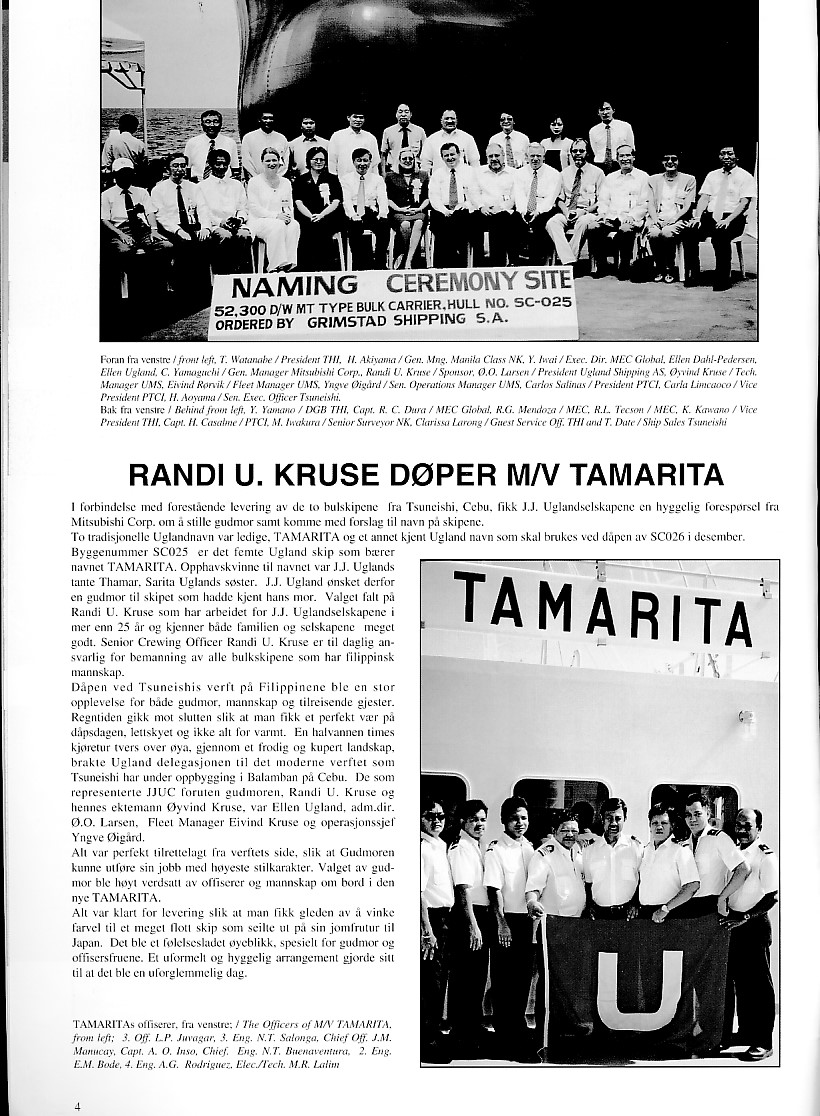 NAMING CEREMONY SITE
52,300 D/W MT TYPE BULK CARRIER, HULL NO. SC-025
ORDERED BY GRIMSTAD SHIPPING S.A.
Foran fra venstre / front left, T. Watanabe / President THI, H. Akiyama / Gen. Mng. Manila Class NK, Y. Iwai / Exec. Dir. MEC Global, Ellen Dahl-Pedersen,
Ellen Ugland, C. Yamaguchi / Gen. Manager Mitsubishi Corp., Randi U. Kruse / Sponsor, Ø.O. Larsen / President Ugland Shipping AS, Øyvind Kruse / Tech.
Manager UMS, Eivind Rørvik / Fleet Manager UMS, Yngve Øigård / Sen. Operations Manager UMS, Carlos Salinas / President PTCI, Carla Limcaoco / Vice
President PTCI, H. Aoyama / Sen. Exec. Officer Tsuneishi.
Bak fra venstre / Behind from left, Y. Yamano / DGB THI, Capt. R. C. Dura / MEC Global, R.G. Mendoza / MEC, R.L. Tecson / MEC, K. Kawano / Vice
President THI, Capt. H. Casalme / PTCI, M. Iwakura / Senior Surveyor NK, Clarissa Larong / Guest Service Off. THI and T. Date / Ship Sales Tsuneishi
RANDI U. KRUSE DØPER M/V TAMARITA
I forbindelse med forestående levering av de to bulskipene fra Tsuneishi, Cebu, fikk J.J. Uglandselskapene en hyggelig forespørsel fra
Mitsubishi Corp. om å stille gudmor samt komme med forslag til navn på skipene.
To tradisjonelle Uglandnavn var ledige, TAMARITA og et annet kjent Ugland navn som skal brukes ved dåpen av SC026 i desember.
Byggenummer SC025 er det femte Ugland skip som bærer
navnet TAMARITA. Opphavskvinne til navnet var J.J. Uglands
tante Thamar, Sarita Uglands søster. J.J. Ugland ønsket derfor
en gudmor til skipet som hadde kjent hans mor. Valget falt på
Randi U. Kruse som har arbeidet for J.J. Uglandselskapene i
mer enn 25 år og kjenner både familien og selskapene meget
godt. Senior Crewing Officer Randi U. Kruse er til daglig an-
svarlig for bemanning av alle bulkskipene som har filippinsk
mannskap.
Dåpen ved Tsuneishis verft på Filippinene ble en stor
opplevelse for både gudmor, mannskap og tilreisende gjester.
Regntiden gikk mot slutten slik at man fikk et perfekt vær på
dåpsdagen, lettskyet og ikke alt for varmt. En halvannen times
kjøretur tvers over øya, gjennom et frodig og kupert landskap,
brakte Ugland delegasjonen til det moderne verftet som
Tsuneishi har under oppbygging i Balamban på Cebu. De som
representerte JJUC foruten gudmoren, Randi U. Kruse og
hennes ektemann Øyvind Kruse, var Ellen Ugland, adm.dir.
Ø.O. Larsen, Fleet Manager Eivind Kruse og operasjonssjef
Yngve Øigård.
Alt var perfekt tilrettelagt fra verftets side, slik at Gudmoren
kunne utføre sin jobb med høyeste stilkarakter. Valget av gud-
mor ble høyt verdsatt av offiserer og mannskap om bord i den
nye TAMARITA.
Alt var klart for levering slik at man fikk gleden av å vinke
farvel til et meget flott skip som seilte ut på sin jomfrutur til
Japan. Det ble et følelsesladet øyeblikk, spesielt for gudmor og
offisersfruene. Et uformelt og hyggelig arrangement gjorde sitt
til at det ble en uforglemmelig dag.
TAMARITA
U
TAMARITAs offiserer, fra venstre; / The Officers of M/V TAMARITA,
from left; 3. Off. L.P. Juvagar, 3. Eng. N.T. Salonga, Chief Off. J.M.
Manucay, Capt. A. O. Inso, Chief. Eng. N.T. Buenaventura, 2. Eng.
E.M. Bode, 4. Eng. A.G. Rodriguez, Elec./Tech. M.R. Lalim
4